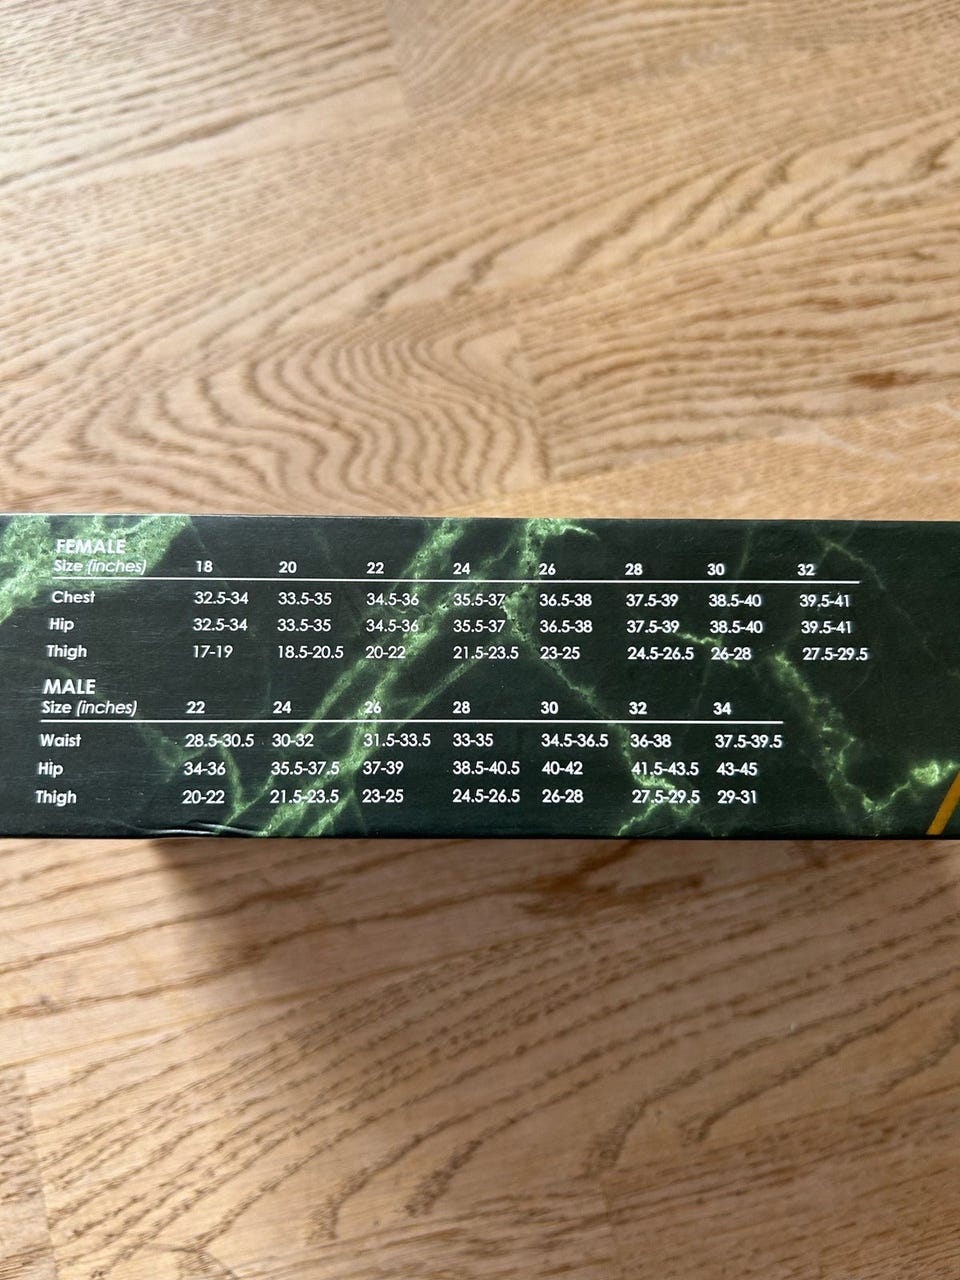 FEMALE
Size (inches) 18 20 22 24 26 28 30 32
Chest 32.5-34 33.5-35 34.5-36 35.5-37 36.5-38 37.5-39 38.5-40 39.5-41
Hip 32.5-34 33.5-35 34.5-36 35.5-37 36.5-38 37.5-39 38.5-40 39.5-41
Thigh 17-19 18.5-20.5 20-22 21.5-23.5 23-25 24.5-26.5 26-28 27.5-29.5
MALE
Size (inches) 22 24 26 28 30 32 34
Waist 28.5-30.5 30-32 31.5-33.5 33-35 34.5-36.5 36-38 37.5-39.5
Hip 34-36 35.5-37.5 37-39 38.5-40.5 40-42 41.5-43.5 43-45
Thigh 20-22 21.5-23.5 23-25 24.5-26.5 26-28 27.5-29.5 29-31